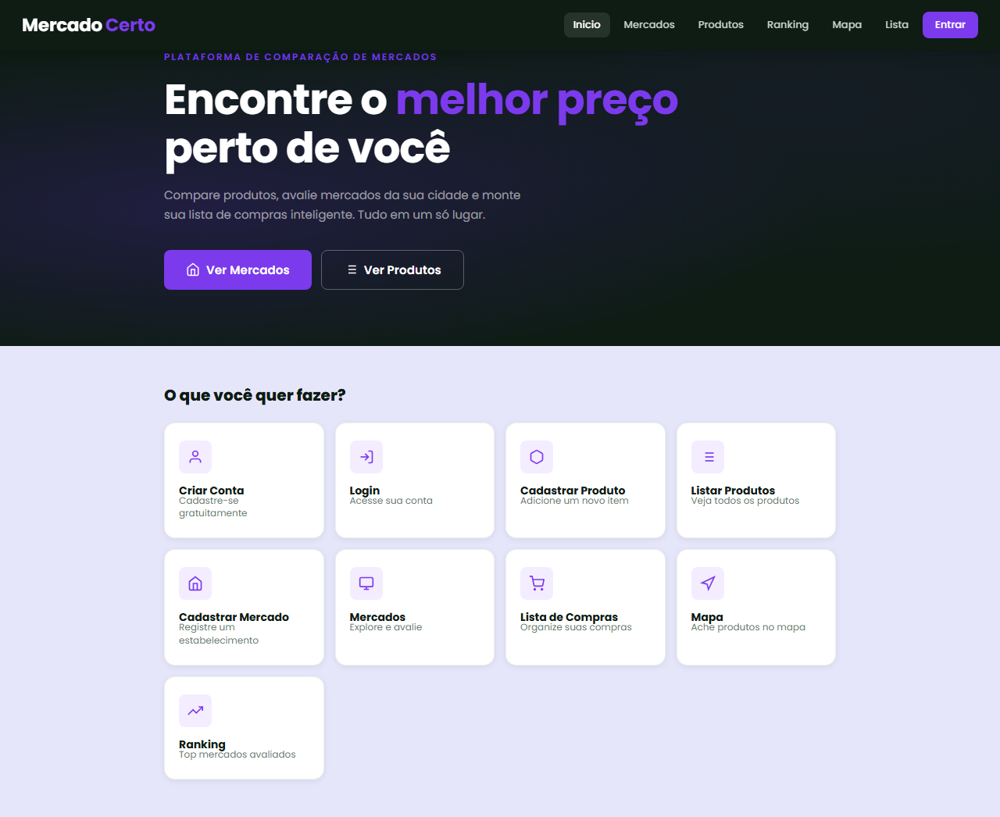 Mercado Certo
Inicio
Mercados
Produtos
Ranking
Mapa
Lista
Entrar
PLATAFORMA DE COMPARAÇÃO DE MERCADOS
Encontre o melhor preço
perto de você
Compare produtos, avalie mercados da sua cidade e monte
sua lista de compras inteligente. Tudo em um só lugar.
Ver Mercados
Ver Produtos
O que você quer fazer?
Criar Conta
Cadastre-se
gratuitamente
Login
Acesse sua conta
Cadastrar Produto
Adicione um novo item
Listar Produtos
Veja todos os produtos
Cadastrar Mercado
Registre um
estabelecimento
Mercados
Explore e avalie
Lista de Compras
Organize suas compras
Mapa
Ache produtos no mapa
Ranking
Top mercados avaliados